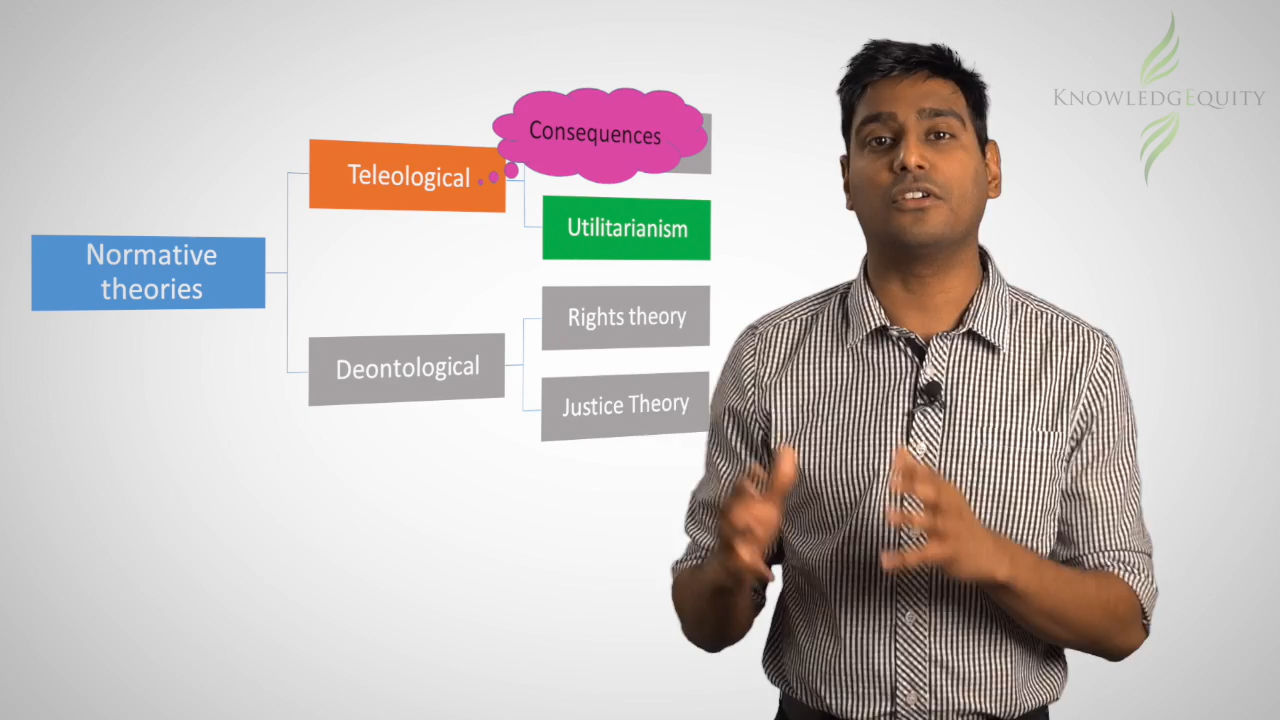 KNOWLEDGEQUITY
Consequences
Teleological
Utilitarianism
Normative
theories
Rights theory
Deontological
Justice Theory